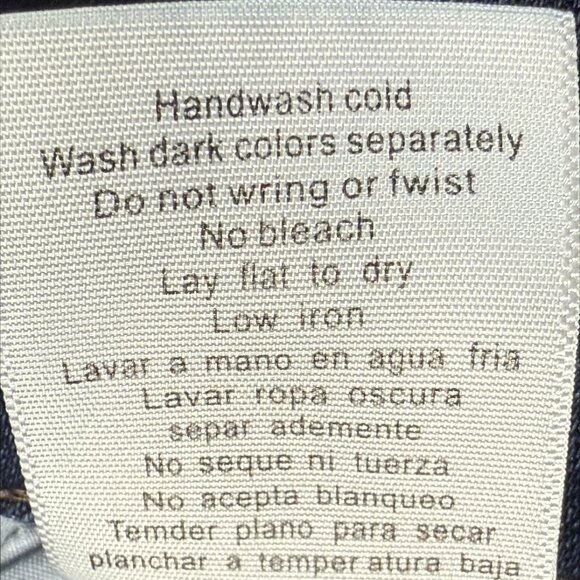 Handwash cold
Wash dark colors separately
Do not wring or fwist
No bleach
Lay flat to dry
Low iron
Lavar a mano en agua fria
Lavar ropa oscura
separ ademente
No seque ni tuerza
No acepta blanqueo
Temder plano para secar
planchar a temper atura baja